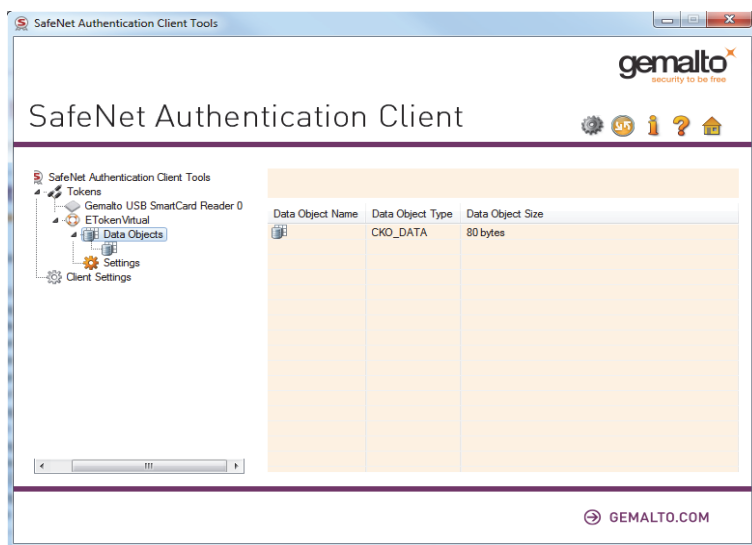 SafeNet Authentication Client Tools
gemalto
security to be free
SafeNet Authentication Client
SafeNet Authentication Client Tools
Tokens
Gemalto USB SmartCard Reader 0
ETokenVirtual
Data Objects
Settings
Client Settings
Data Object Name Data Object Type Data Object Size
CKO_DATA 80 bytes
GEMALTO.COM